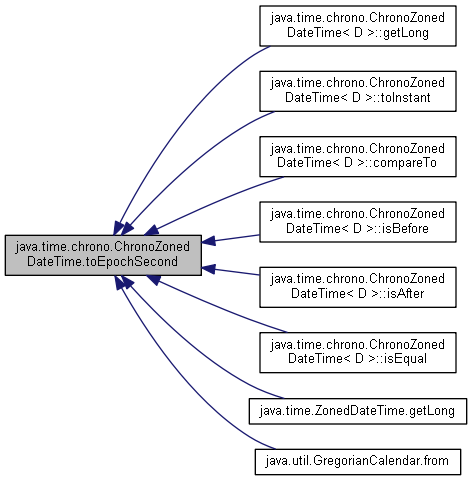 java.time.chrono.ChronoZoned
DateTime< D >::getLong
java.time.chrono.ChronoZoned
DateTime< D >::toInstant
java.time.chrono.ChronoZoned
DateTime< D >::compareTo
java.time.chrono.ChronoZoned
DateTime< D >::isBefore
java.time.chrono.ChronoZoned
DateTime.toEpochSecond
java.time.chrono.ChronoZoned
DateTime< D >::isAfter
java.time.chrono.ChronoZoned
DateTime< D >::isEqual
java.time.ZonedDateTime.getLong
java.util.GregorianCalendar.from